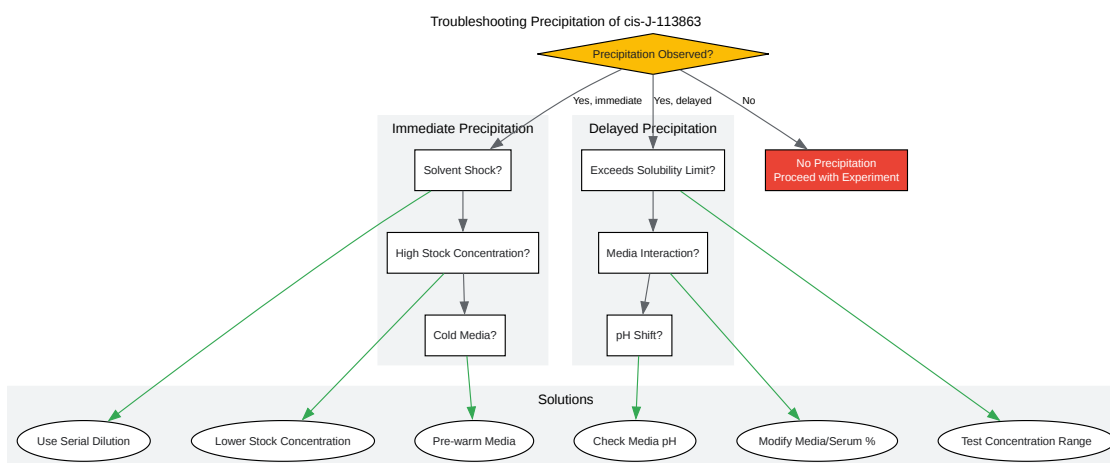 Troubleshooting Precipitation of cis-J-113863
Precipitation Observed?
Yes, immediate
Yes, delayed
No
Immediate Precipitation
Delayed Precipitation
Solvent Shock?
Exceeds Solubility Limit?
No Precipitation
Proceed with Experiment
High Stock Concentration?
Media Interaction?
Cold Media?
pH Shift?
Solutions
Use Serial Dilution
Lower Stock Concentration
Pre-warm Media
Check Media pH
Modify Media/Serum %
Test Concentration Range